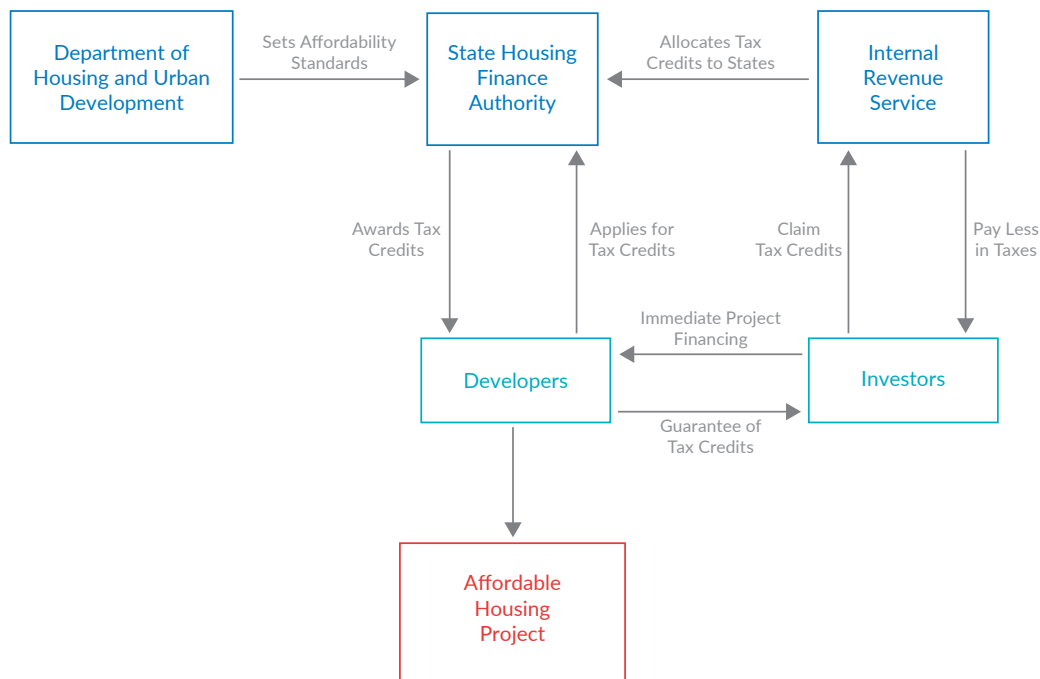 Department of
Housing and Urban
Development
Sets Affordability
Standards
State Housing
Finance
Authority
Allocates Tax
Credits to States
Internal
Revenue
Service
Awards Tax
Credits
Applies for
Tax Credits
Claim
Tax Credits
Pay Less
in Taxes
Immediate Project
Financing
Developers
Investors
Guarantee of
Tax Credits
Affordable
Housing
Project